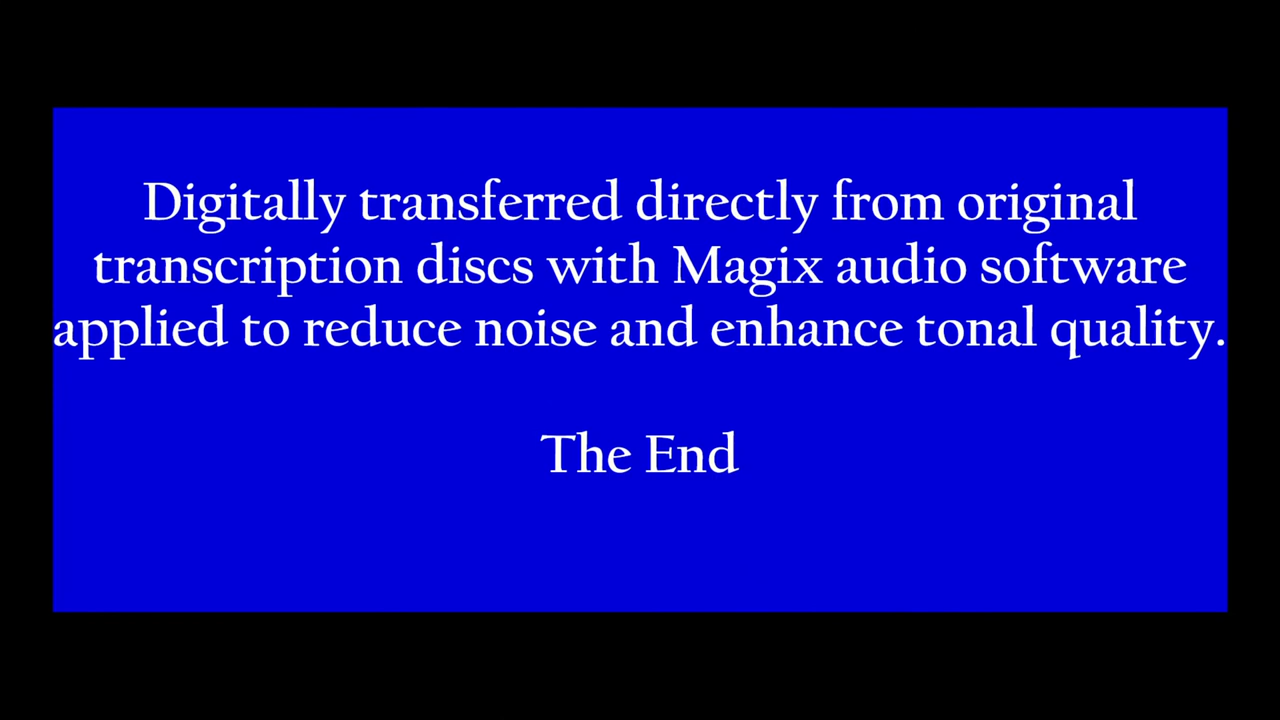 Digitally transferred directly from original
transcription discs with Magix audio software
applied to reduce noise and enhance tonal quality.
The End